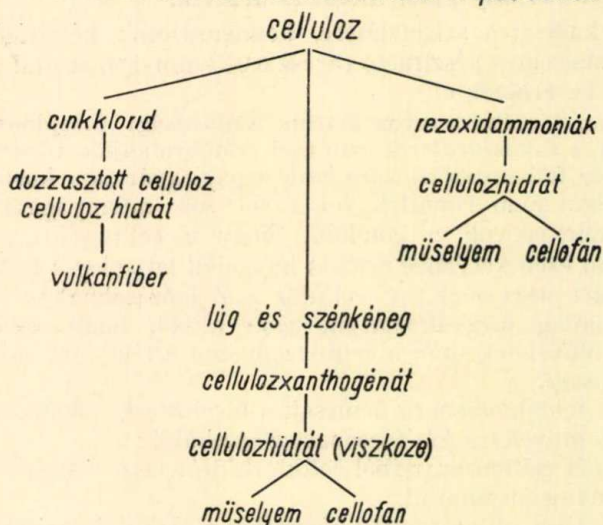 celluloz
cinkklorid
rezoxidammoniák
duzzasztott celluloz
celluloz hidrát
cellulozhidrát
vulkánfiber
müselyem cellofán
lúg és szénkéneg
cellulozxanthogénát
cellulozhidrát (viszkoze)
müselyem cellofan